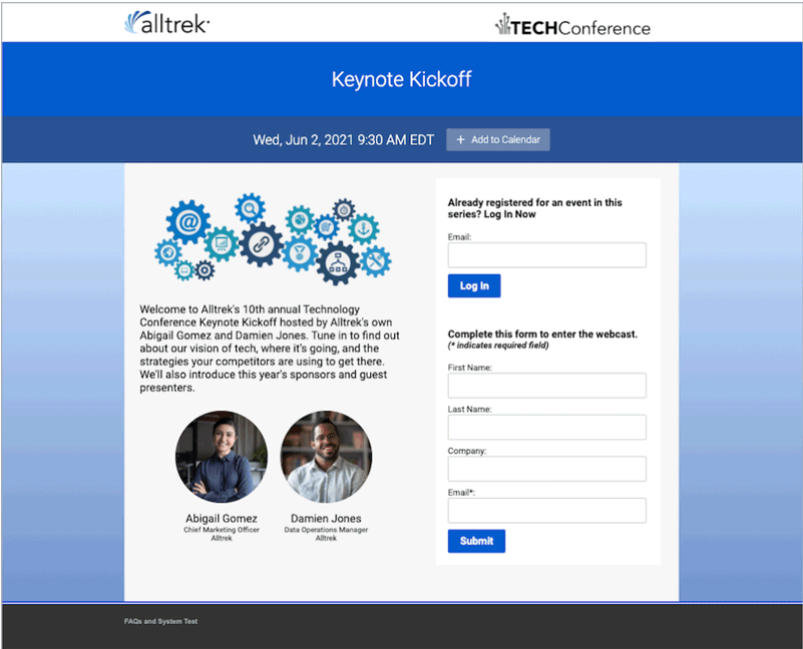 alltrek
TECHConference
Keynote Kickoff
Wed, Jun 2, 2021 9:30 AM EDT
+ Add to Calendar
Welcome to Alltrek's 10th annual Technology
Conference Keynote Kickoff hosted by Alltrek's own
Abigail Gomez and Damien Jones. Tune in to find out
about our vision of tech, where it's going, and the
strategies your competitors are using to get there.
We'll also introduce this year's sponsors and guest
presenters.
Abigail Gomez
Chief Marketing Officer
Alltrek
Damien Jones
Data Operations Manager
Alltrek
Already registered for an event in this
series? Log In Now
Email:
Log In
Complete this form to enter the webcast.
(* indicates required field)
First Name:
Last Name:
Company:
Email*:
Submit
FAQs and System Test